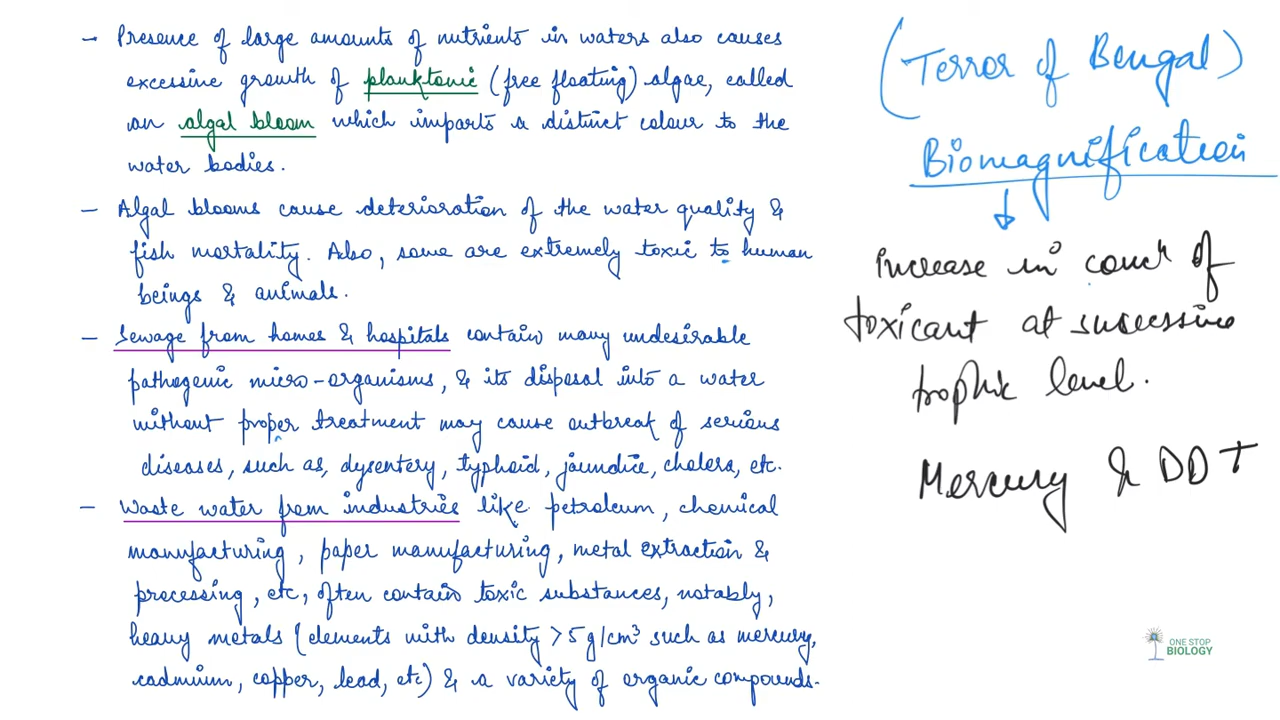 - Presence of large amounts of nutrients in waters also causes
excessive growth of planktonic (free floating) algae, called
an algal bloom which imparts a distinct colour to the
water bodies.
- Algal blooms cause deterioration of the water quality &
fish mortality. Also, some are extremely toxic to human
beings & animals.
- Sewage from homes & hospitals contain many undesirable
pathogenic micro-organisms, & its disposal into a water
without proper treatment may cause outbreak of serious
diseases, such as, dysentery, typhoid, jaundice, cholera, etc.
- Waste water from industries like petroleum, chemical
manufacturing, paper manufacturing, metal extraction &
processing, etc, often contain toxic substances, notably,
heavy metals (elements with density >5g/cm³ such as mercury,
cadmium, copper, lead, etc) & a variety of organic compounds.
(Terror of Bengal)
Biomagnification
↓
increase in concn of
toxicant at successive
trophic level.
Mercury & DDT
ONE STOP
BIOLOGY